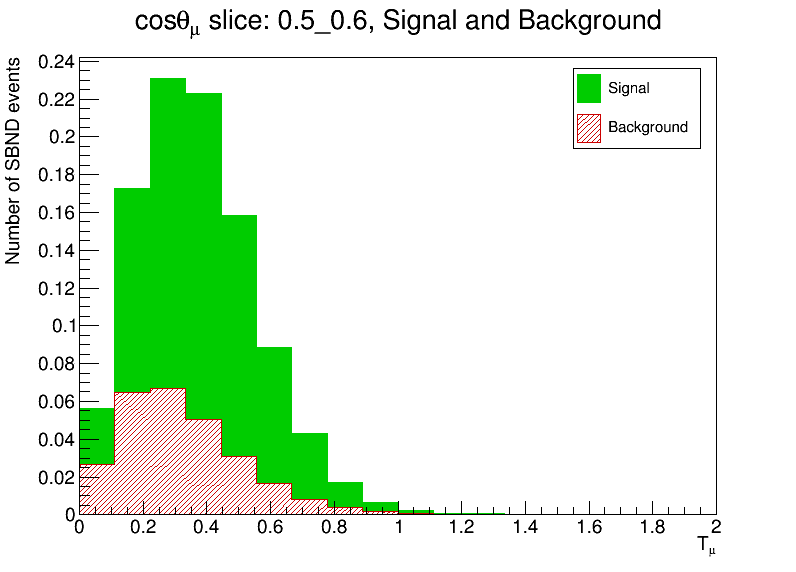 cosθμ slice: 0.5_0.6, Signal and Background
Number of SBND events
0.24
0.22
0.2
0.18
0.16
0.14
0.12
0.1
0.08
0.06
0.04
0.02
0
Signal
Background
0 0.2 0.4 0.6 0.8 1 1.2 1.4 1.6 1.8 2
Tμ